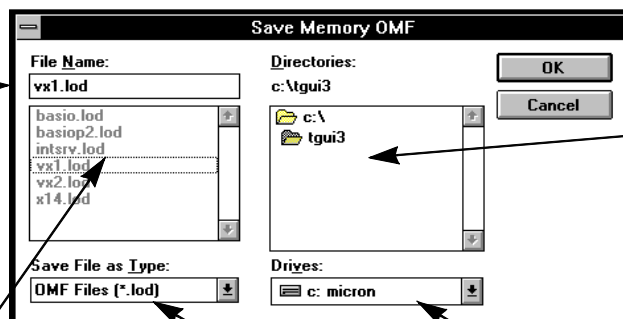 Save Memory OMF
File Name:
vx1.lod
basio.lod
basiop2.lod
intsrv.lod
vx1.lod
vx2.lod
x14.lod
Save File as Type:
OMF Files (*.lod)
Directories:
c:\tgui3
c:\
tgui3
Drives:
c: micron
OK
Cancel